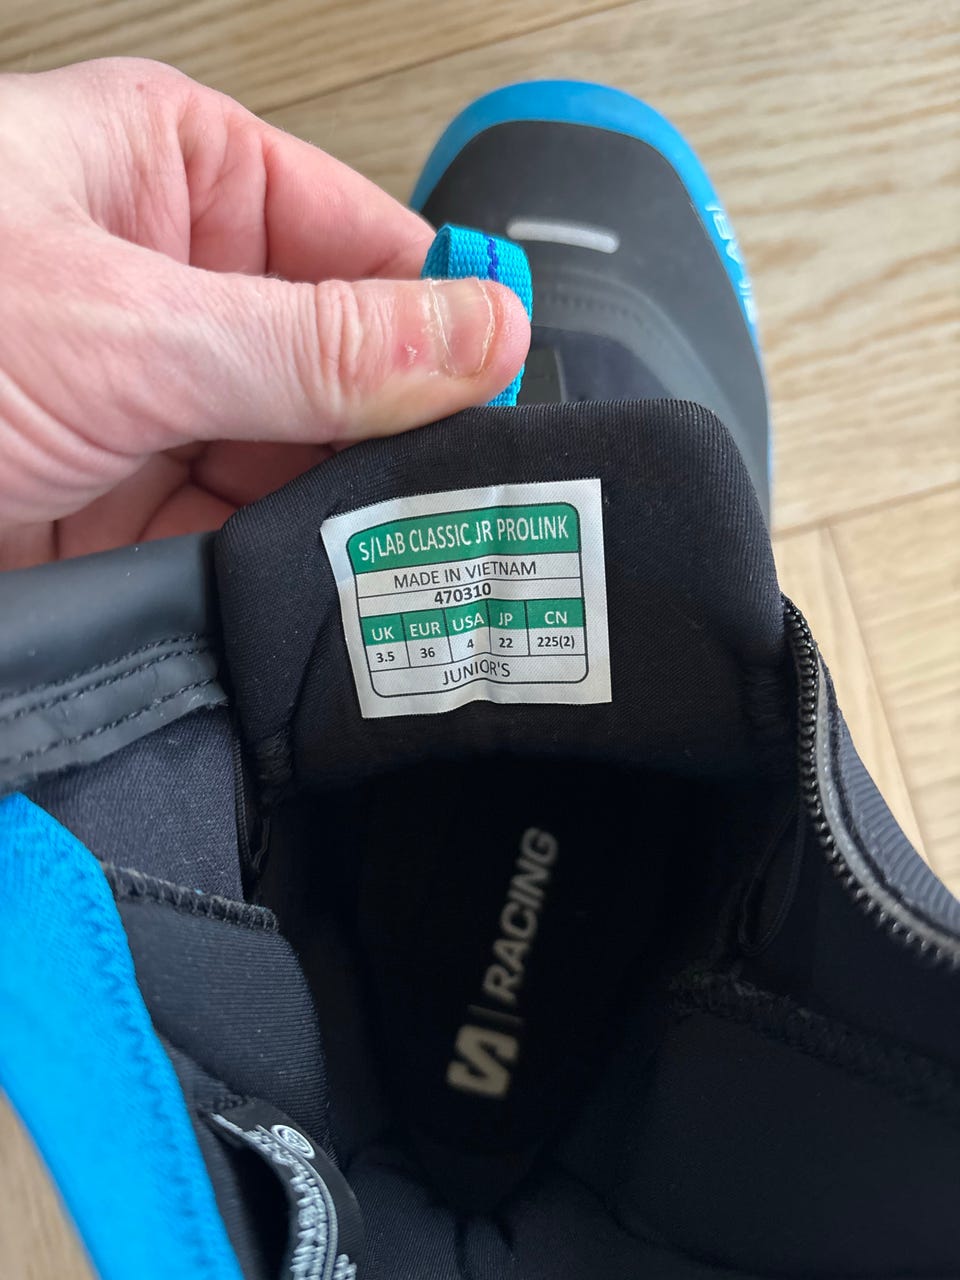 S/LAB CLASSIC JR PROLINK
MADE IN VIETNAM
470310
UK EUR USA JP CN
3.5 36 4 22 225(2)
JUNIOR'S
RACING